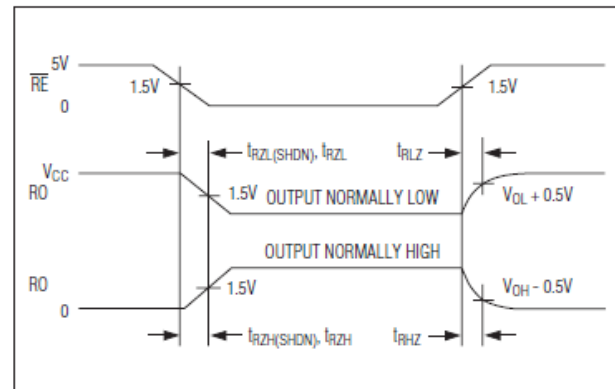 5V
RE
1.5V
1.5V
0
tRZL(SHDN), tRZL
tRLZ
VCC
RO
1.5V
OUTPUT NORMALLY LOW
VOL + 0.5V
OUTPUT NORMALLY HIGH
RO
1.5V
VOH – 0.5V
0
tRZH(SHDN), tRZH
tRHZ